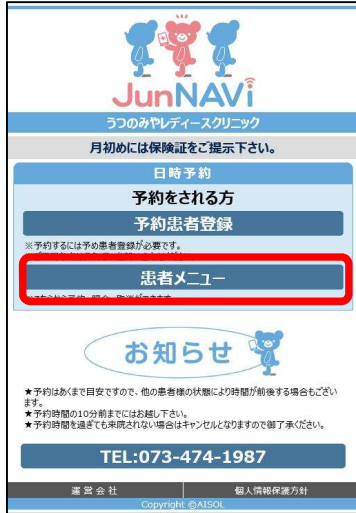 JunNAVi
うつのみやレディースクリニック
月初めには保険証をご提示下さい。
日時予約
予約をされる方
予約患者登録
※予約するには予め患者登録が必要です。
患者メニュー
お知らせ
★予約はあくまで目安ですので、他の患者様の状態により時間が前後する場合もござい
ます。
★予約時間の10分前までにはお越し下さい。
★予約時間を過ぎても来院されない場合はキャンセルとなりますので御了承ください。
TEL:073-474-1987
運営会社 個人情報保護方針
Copyright ©AISOL